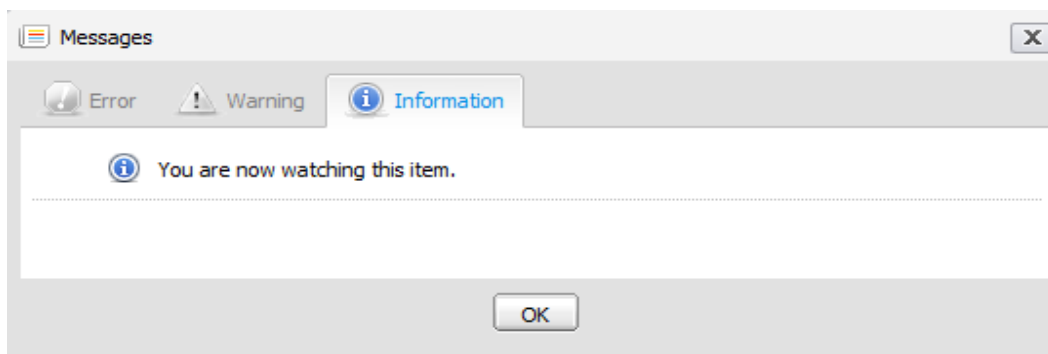 Messages
Error Warning Information
You are now watching this item.
OK